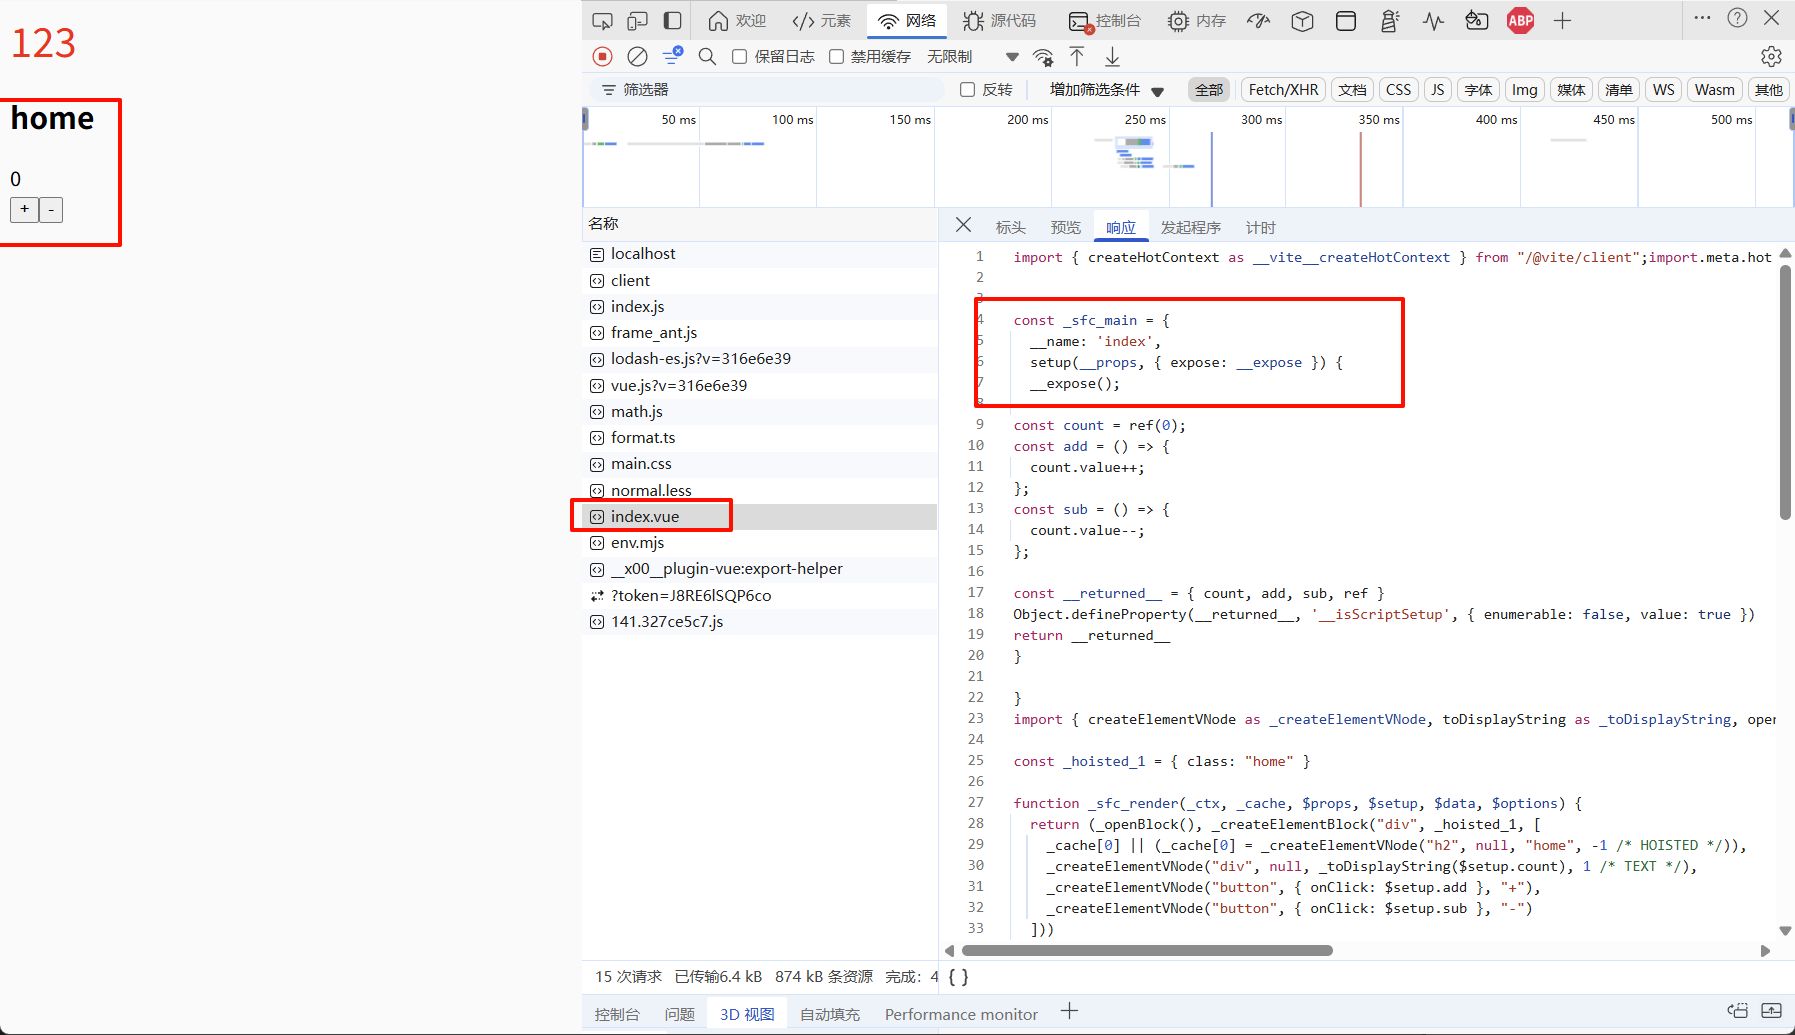 123
home
0
+ -
欢迎 元素 网络 源代码 控制台 内存 ABP
保留日志 禁用缓存 无限制
筛选器 反转 增加筛选条件 全部 Fetch/XHR 文档 CSS JS 字体 Img 媒体 清单 WS Wasm 其他
50 ms 100 ms 150 ms 200 ms 250 ms 300 ms 350 ms 400 ms 450 ms 500 ms
名称
localhost
client
index.js
frame_ant.js
lodash-es.js?v=316e6e39
vue.js?v=316e6e39
math.js
format.ts
main.css
normal.less
index.vue
env.mjs
__x00__plugin-vue:export-helper
?token=J8RE6lSQP6co
141.327ce5c7.js
标头 预览 响应 发起程序 计时
1 import { createHotContext as __vite__createHotContext } from "/@vite/client";import.meta.hot
2
3
4 const _sfc_main = {
5 __name: 'index',
6 setup(__props, { expose: __expose }) {
7 __expose();
8
9 const count = ref(0);
10 const add = () => {
11 count.value++;
12 };
13 const sub = () => {
14 count.value--;
15 };
16
17 const __returned__ = { count, add, sub, ref }
18 Object.defineProperty(__returned__, '__isScriptSetup', { enumerable: false, value: true })
19 return __returned__
20 }
21
22 }
23 import { createElementVNode as _createElementVNode, toDisplayString as _toDisplayString, oper
24
25 const _hoisted_1 = { class: "home" }
26
27 function _sfc_render(_ctx, _cache, $props, $setup, $data, $options) {
28 return (_openBlock(), _createElementBlock("div", _hoisted_1, [
29 _cache[0] || (_cache[0] = _createElementVNode("h2", null, "home", -1 /* HOISTED */)),
30 _createElementVNode("div", null, _toDisplayString($setup.count), 1 /* TEXT */),
31 _createElementVNode("button", { onClick: $setup.add }, "+"),
32 _createElementVNode("button", { onClick: $setup.sub }, "-")
33 ]))
15 次请求 已传输6.4 kB 874 kB 条资源 完成: 4 { }
控制台 问题 3D 视图 自动填充 Performance monitor